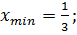 x_min = 1/3;